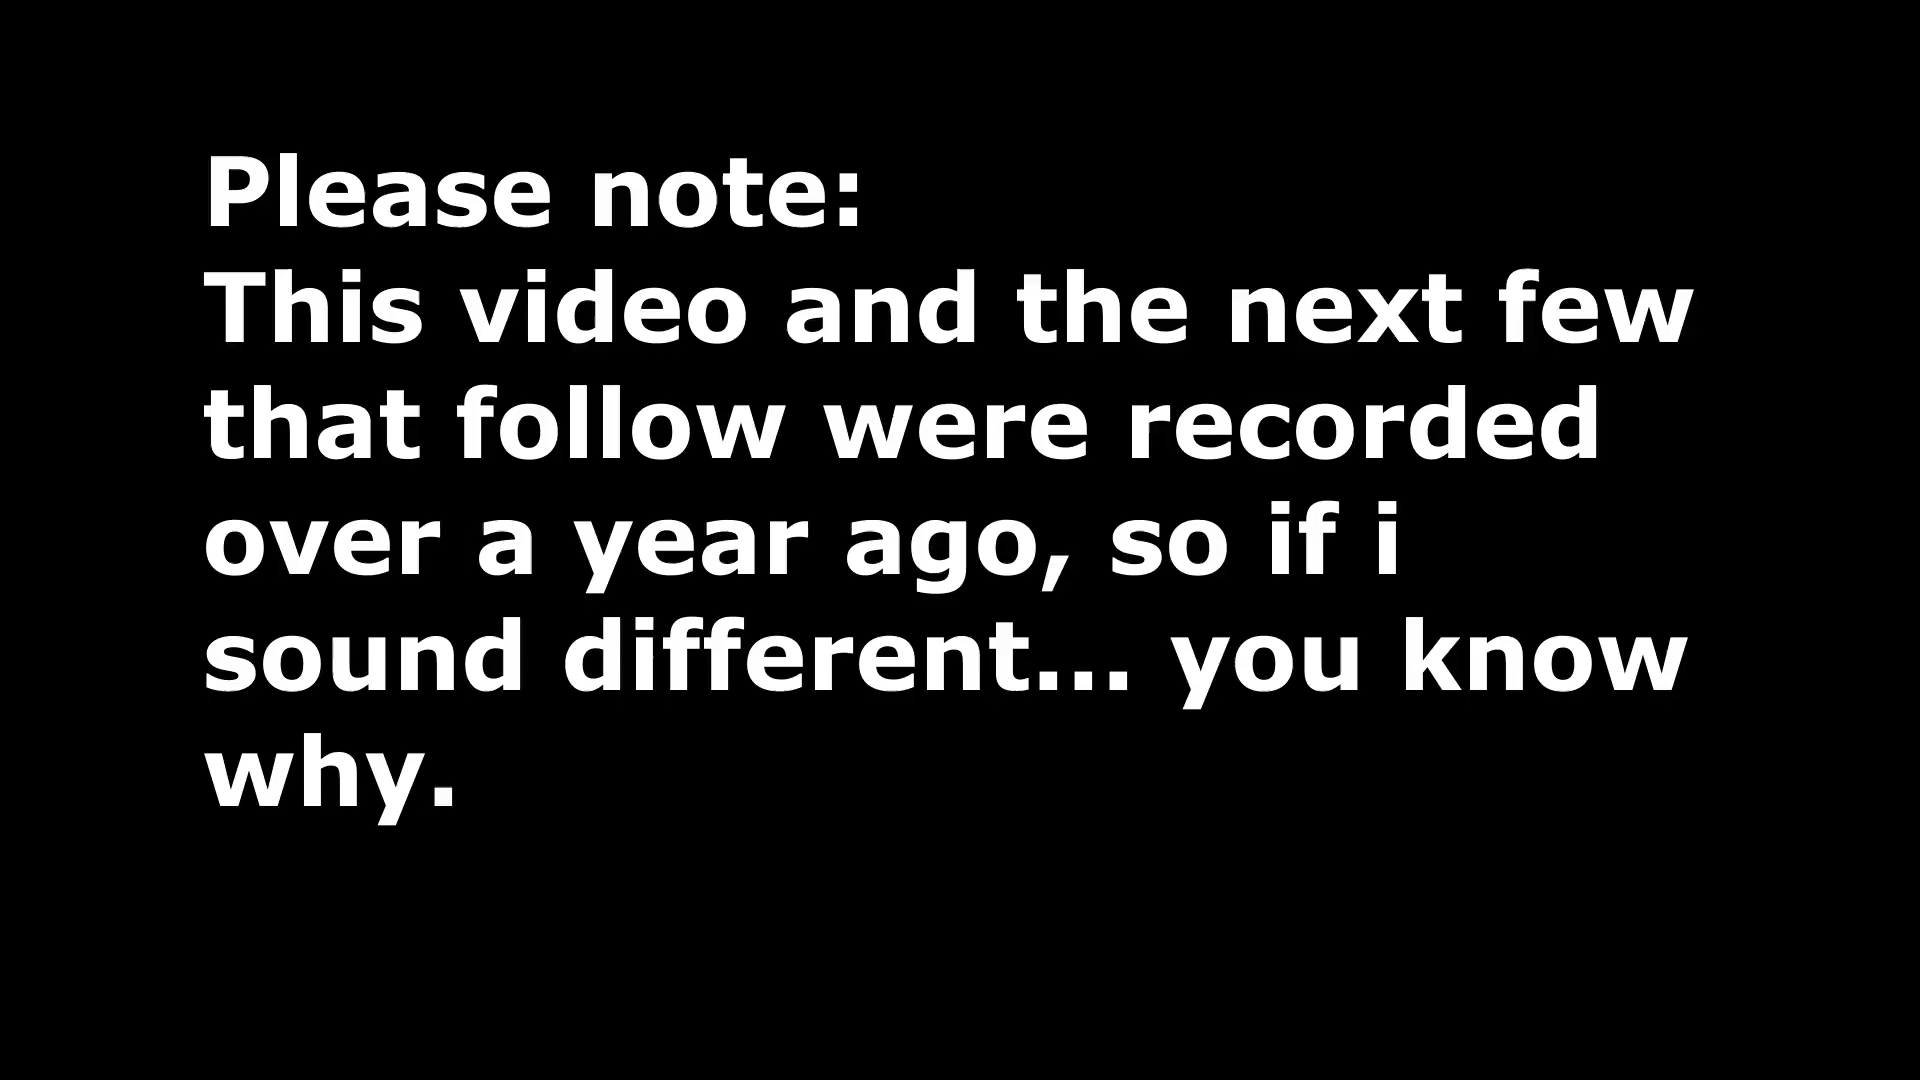 Please note:
This video and the next few
that follow were recorded
over a year ago, so if i
sound different... you know
why.